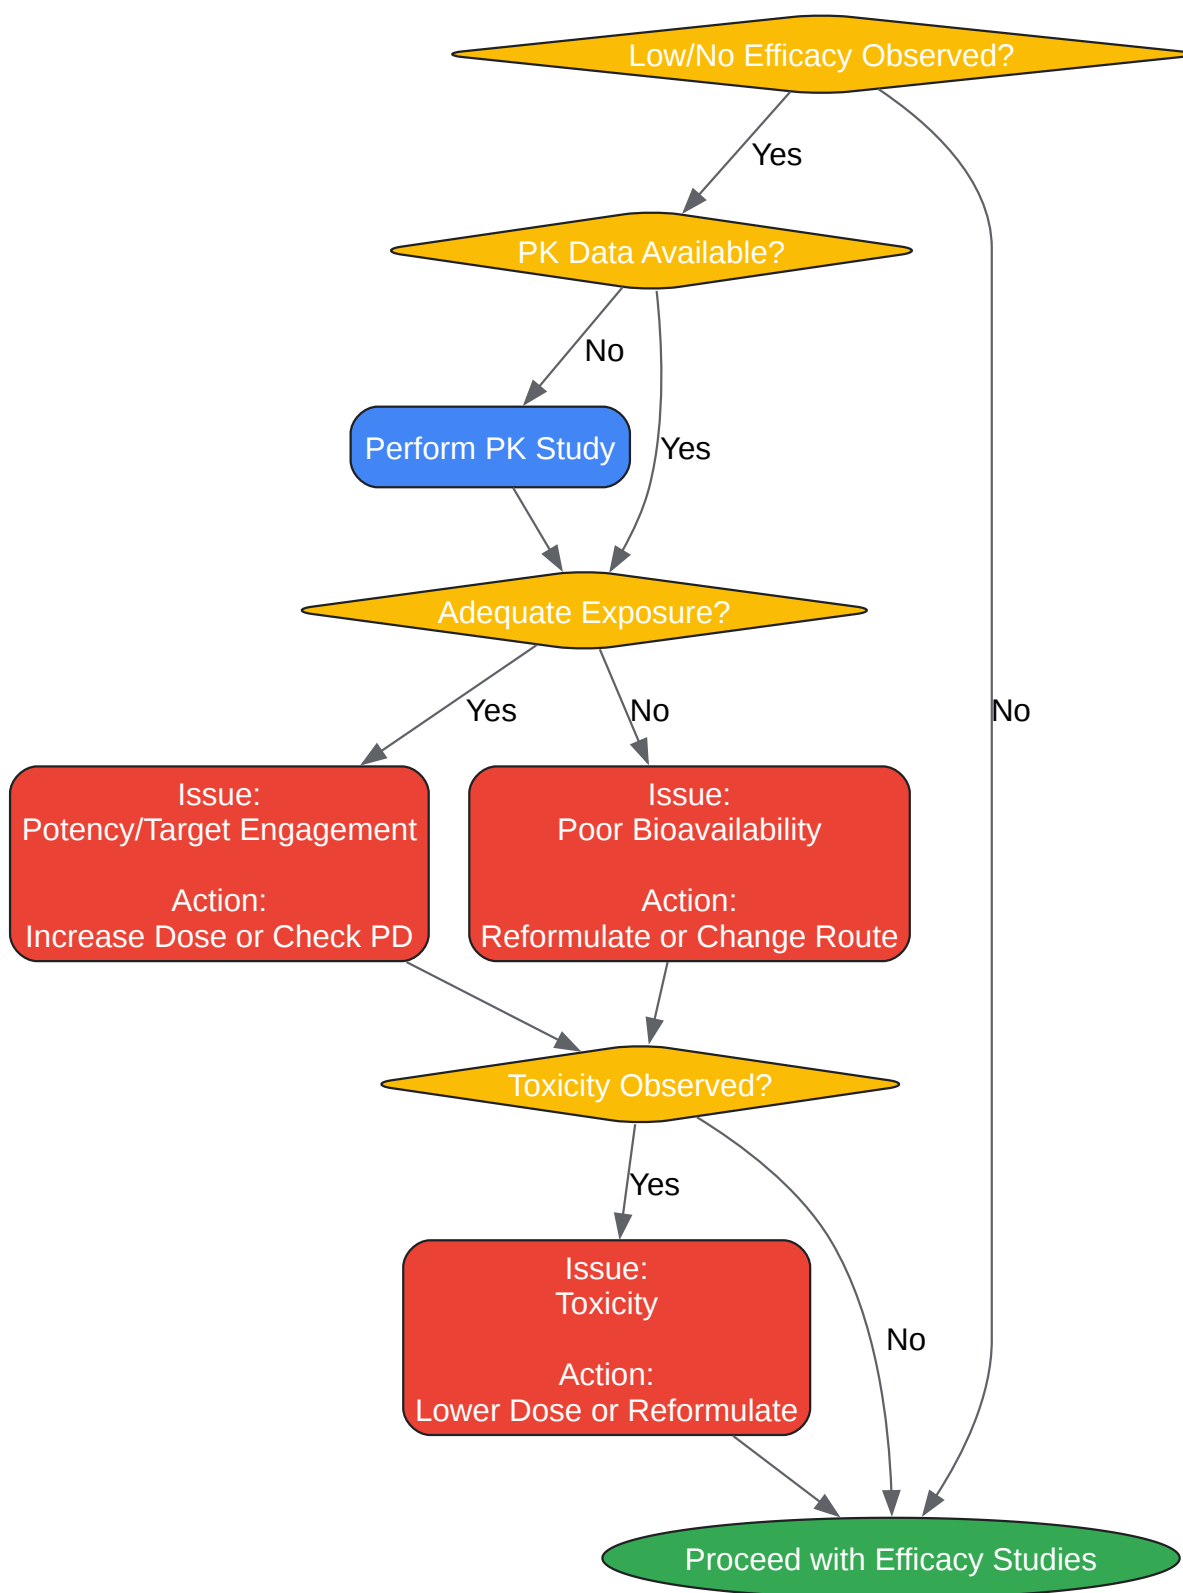 Low/No Efficacy Observed?
Yes
PK Data Available?
No
Perform PK Study
Yes
Adequate Exposure?
Yes
No
No
Issue:
Potency/Target Engagement
Action:
Increase Dose or Check PD
Issue:
Poor Bioavailability
Action:
Reformulate or Change Route
Toxicity Observed?
Yes
Issue:
Toxicity
Action:
Lower Dose or Reformulate
No
Proceed with Efficacy Studies